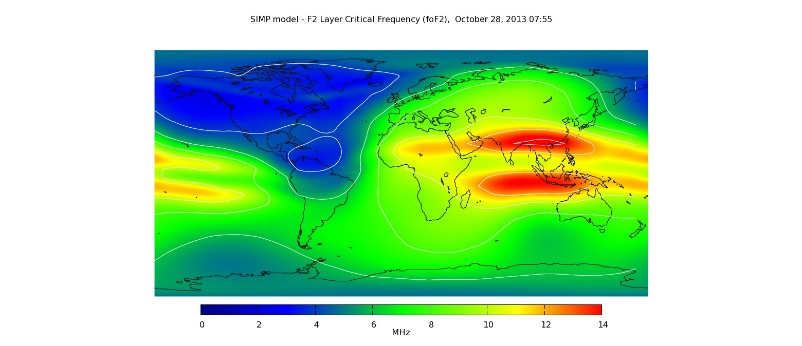 SIMP model - F2 Layer Critical Frequency (foF2),  October 28, 2013 07:55
0 2 4 6 8 10 12 14
MHz